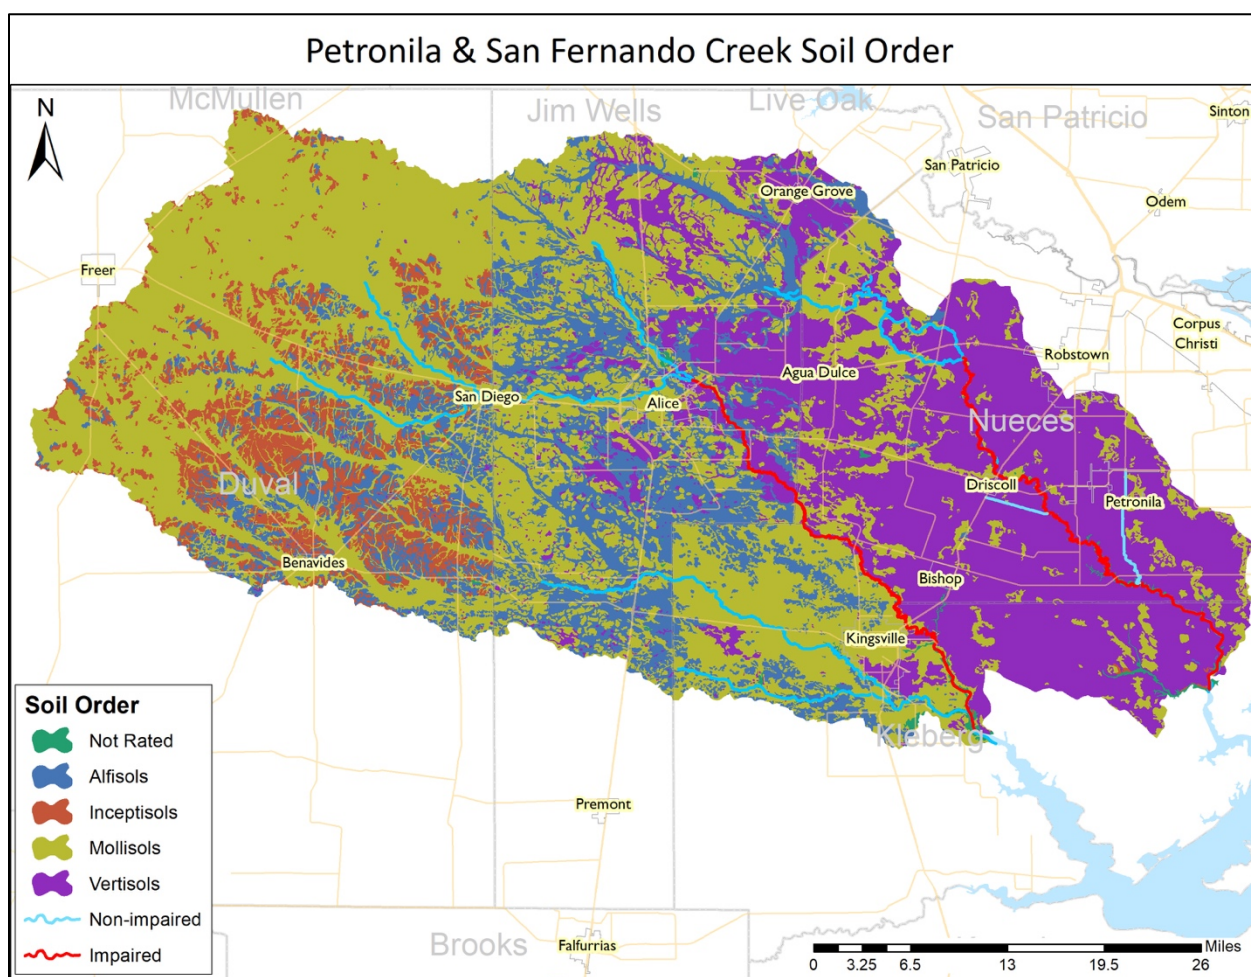 Petronila & San Fernando Creek Soil Order
N
McMullen
Jim Wells
Live Oak
San Patricio
Sinton
San Patricio
Orange Grove
Odem
Freer
Corpus
Christi
Robstown
Agua Dulce
San Diego
Alice
Nueces
Duval
Driscoll
Petronila
Benavides
Bishop
Kingsville
Kleberg
Soil Order
Not Rated
Alfisols
Inceptisols
Mollisols
Vertisols
Non-impaired
Impaired
Premont
Brooks
Falfurrias
Miles
0 3.25 6.5 13 19.5 26